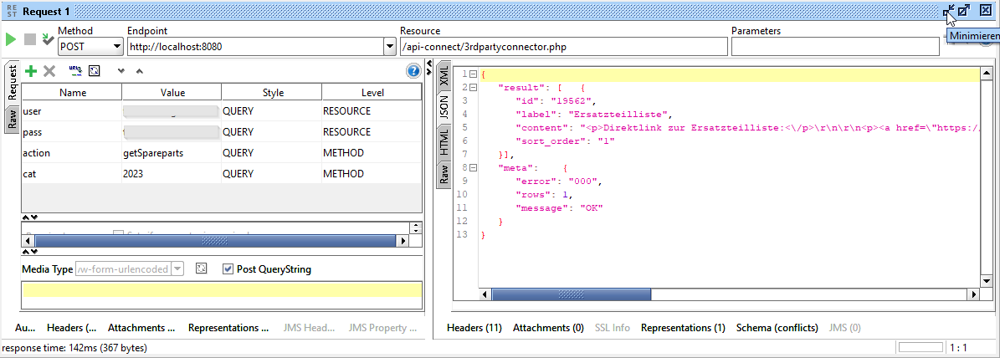 RE
ST
Request 1
Minimieren
Method
Endpoint
Resource
Parameters
POST
http://localhost:8080
/api-connect/3rdpartyconnector.php
Request
Raw
Name Value Style Level
user QUERY RESOURCE
pass QUERY RESOURCE
action getSpareparts QUERY METHOD
cat 2023 QUERY METHOD
Media Type w-form-urlencoded Post QueryString
Au... Headers (... Attachments ... Representations ... JMS Head... JMS Property ...
XML
JSON
HTML
Raw
1 {
2 "result": [ {
3 "id": "19562",
4 "label": "Ersatzteilliste",
5 "content": "<p>Direktlink zur Ersatzteilliste:<\/p>\r\n\r\n<p><a href=\"https:/
6 "sort_order": "1"
7 }],
8 "meta": {
9 "error": "000",
10 "rows": 1,
11 "message": "OK"
12 }
13 }
Headers (11) Attachments (0) SSL Info Representations (1) Schema (conflicts) JMS (0)
response time: 142ms (367 bytes)
1 : 1